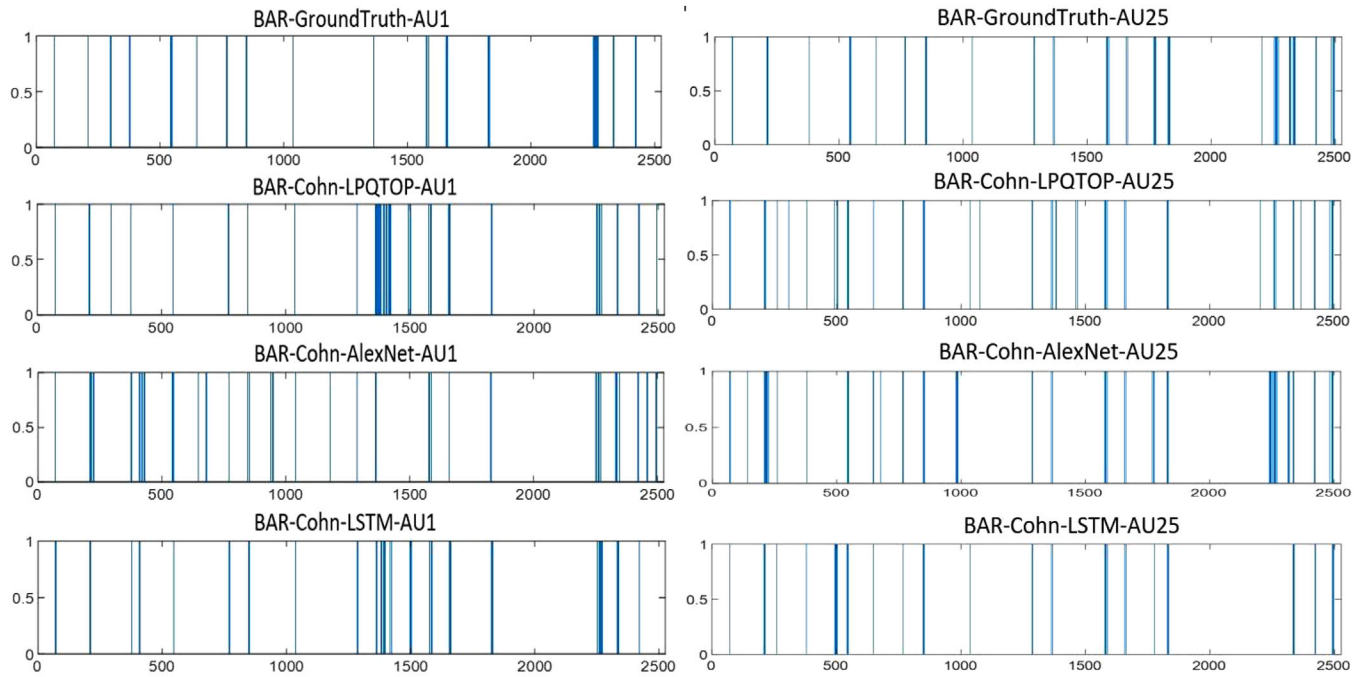 BAR-GroundTruth-AU1
1
0.5
0
0 500 1000 1500 2000 2500
BAR-Cohn-LPQTOP-AU1
1
0.5
0
0 500 1000 1500 2000 2500
BAR-Cohn-AlexNet-AU1
1
0.5
0
0 500 1000 1500 2000 2500
BAR-Cohn-LSTM-AU1
1
0.5
0
0 500 1000 1500 2000 2500
BAR-GroundTruth-AU25
1
0.5
0
0 500 1000 1500 2000 2500
BAR-Cohn-LPQTOP-AU25
1
0.5
0
0 500 1000 1500 2000 2500
BAR-Cohn-AlexNet-AU25
1
0.5
0
0 500 1000 1500 2000 2500
BAR-Cohn-LSTM-AU25
1
0.5
0
0 500 1000 1500 2000 2500